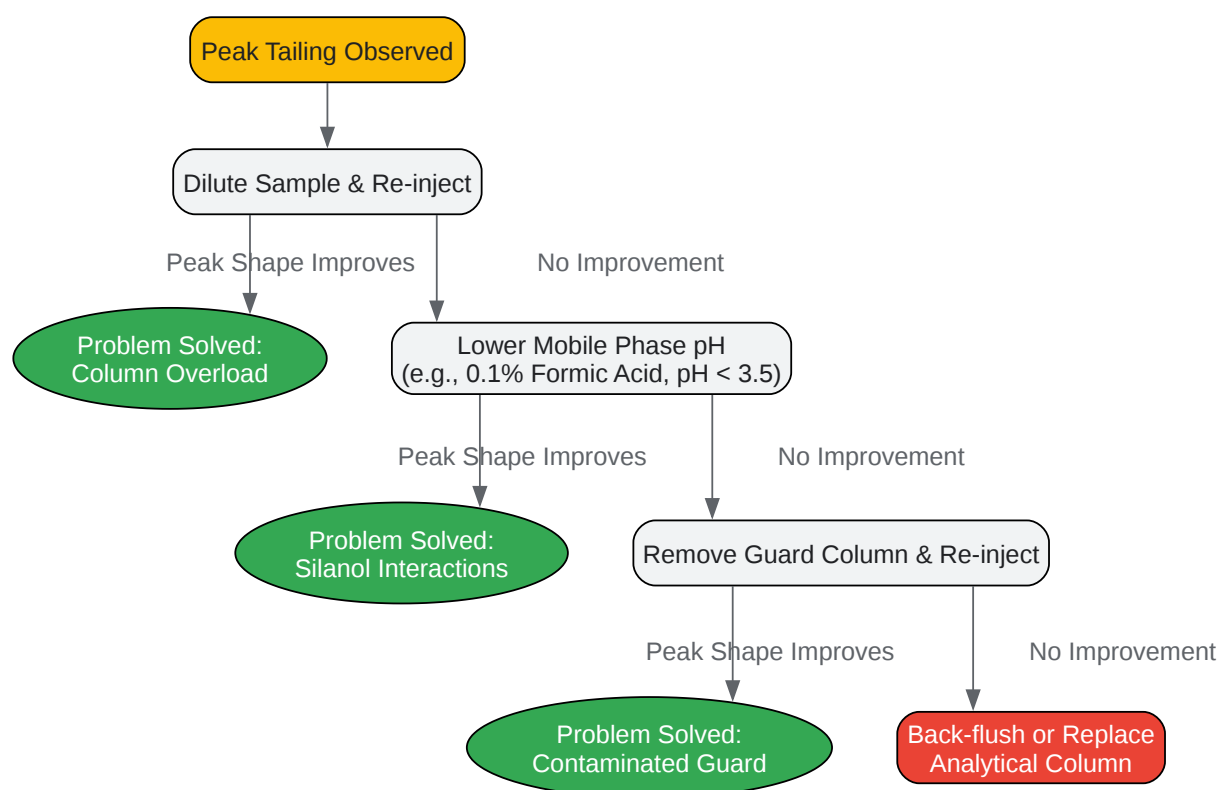 Peak Tailing Observed
Dilute Sample & Re-inject
Peak Shape Improves
No Improvement
Problem Solved:
Column Overload
Lower Mobile Phase pH
(e.g., 0.1% Formic Acid, pH < 3.5)
Peak Shape Improves
No Improvement
Problem Solved:
Silanol Interactions
Remove Guard Column & Re-inject
Peak Shape Improves
No Improvement
Problem Solved:
Contaminated Guard
Back-flush or Replace
Analytical Column